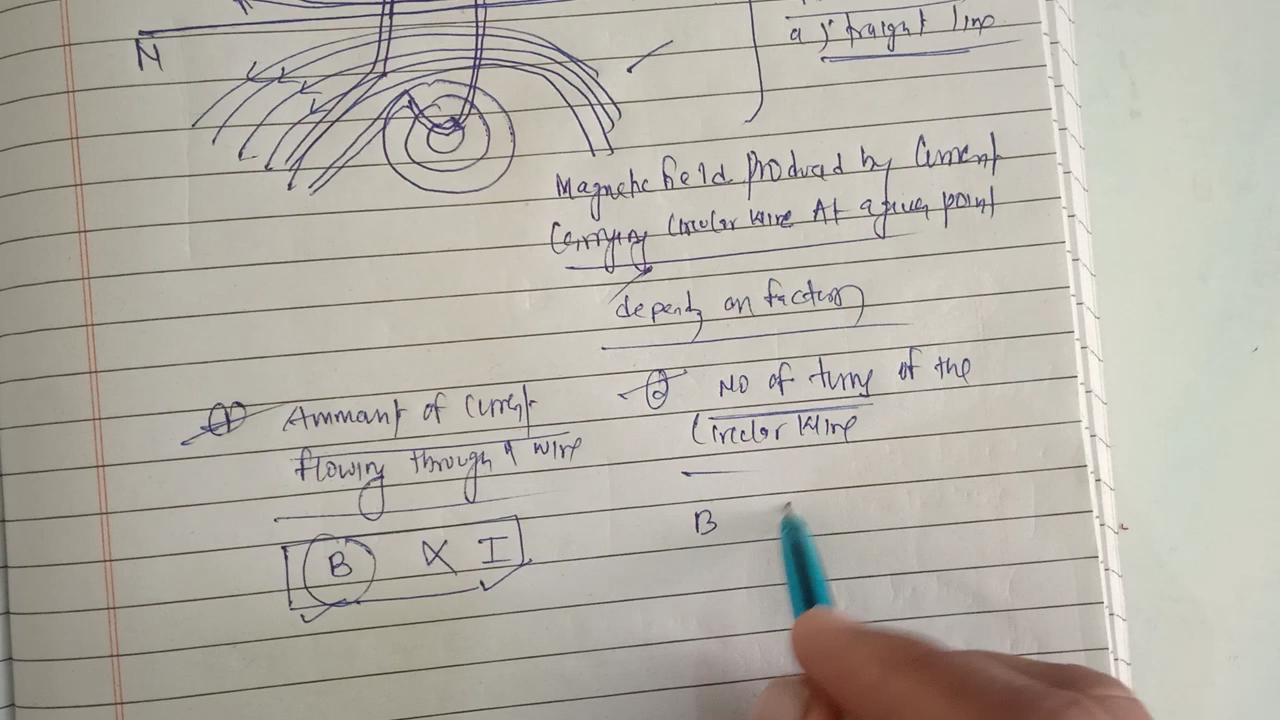 N
a straight line
Magnetic field Produced by Current
Carrying Circular wire At a given point
depends on factors
① Ammant of Current
flowing through a wire
B ∝ I
② No of turns of the
Circular wire
B